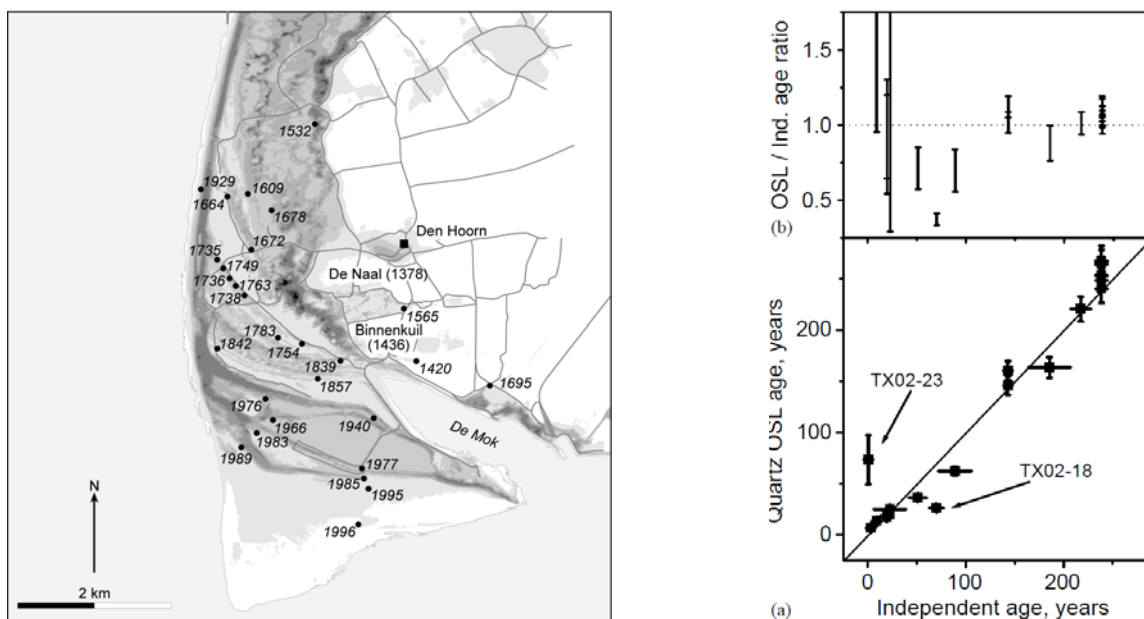 1532
1929
1609
1664
1678
1672
Den Hoorn
1735
1749
De Naal (1378)
1736
1763
1738
1565
Binnenkuil
(1436)
1783
1842
1754
1420
1839
1857
1695
1976
1966
1940
De Mok
1983
1989
1977
1985
1995
N
1996
2 km
OSL / Ind. age ratio
1.5
1.0
0.5
(b)
Quartz OSL age, years
200
100
0
TX02-23
TX02-18
0
100
200
(a)
Independent age, years